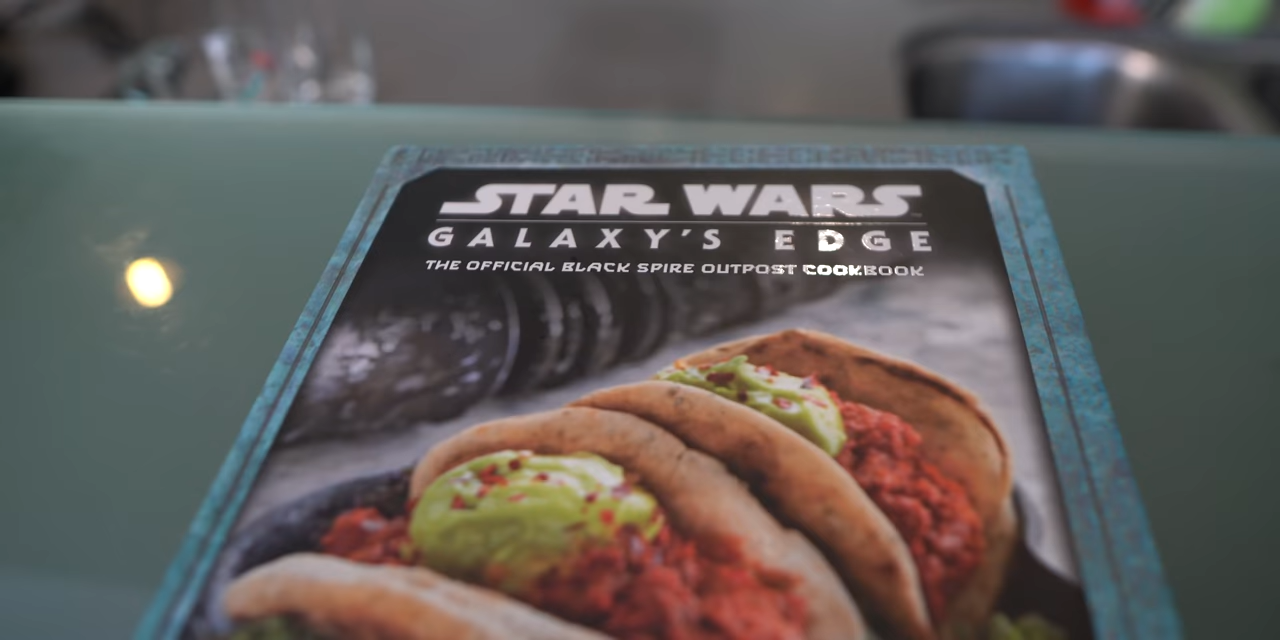 STAR WARS
GALAXY'S EDGE
THE OFFICIAL BLACK SPIRE OUTPOST COOKBOOK